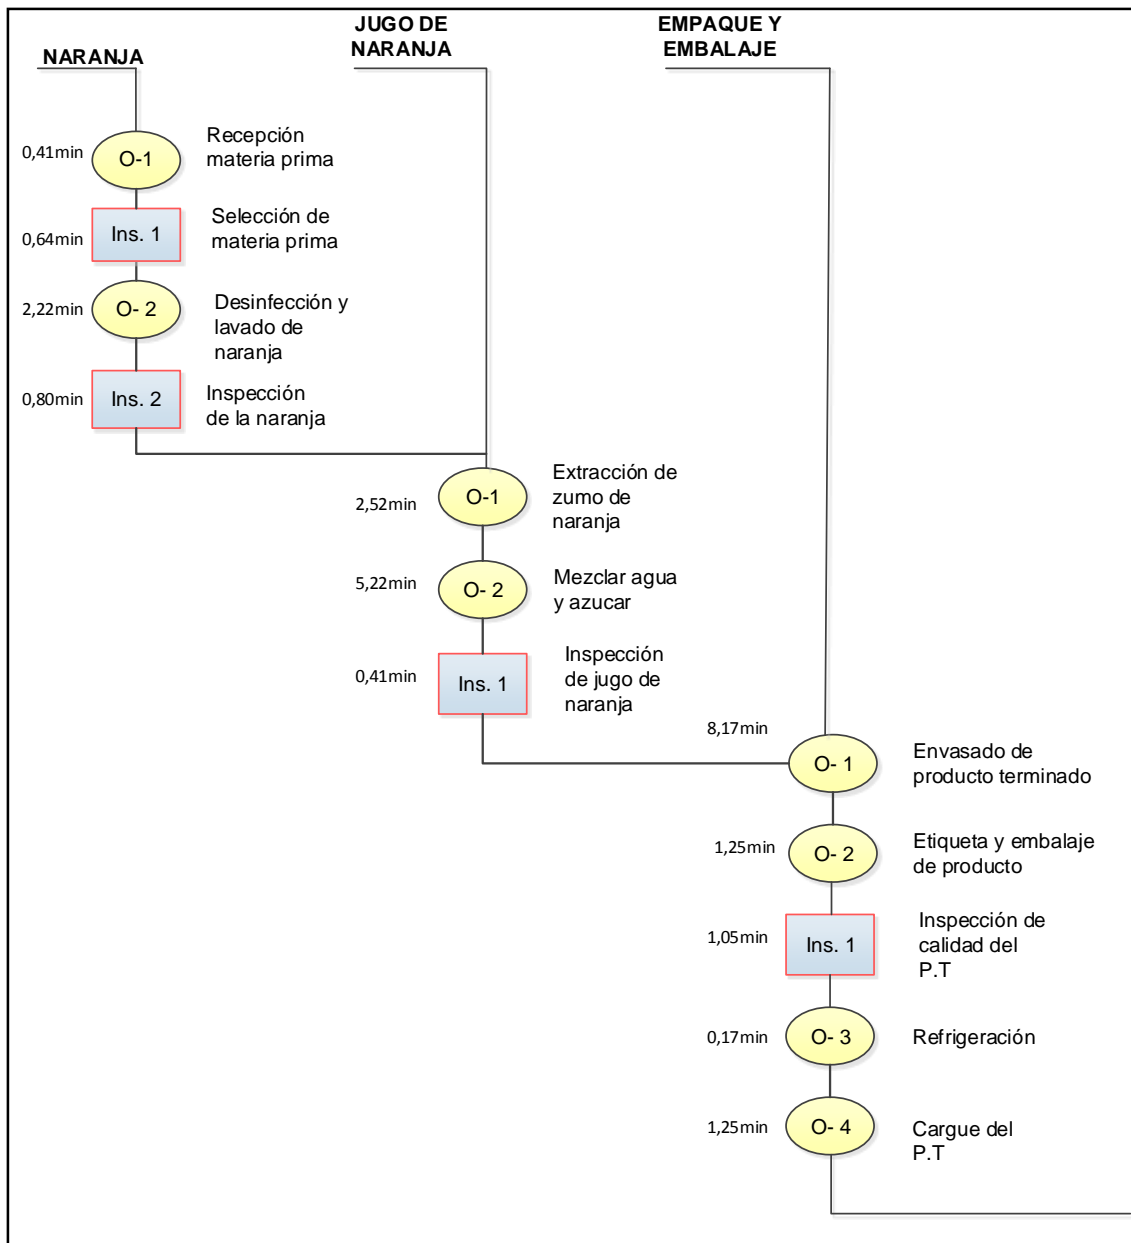 NARANJA
0,41min
O-1
Recepción
materia prima
0,64min
Ins. 1
Selección de
materia prima
2,22min
O- 2
Desinfección y
lavado de
naranja
0,80min
Ins. 2
Inspección
de la naranja
JUGO DE
NARANJA
2,52min
O-1
Extracción de
zumo de
naranja
5,22min
O- 2
Mezclar agua
y azucar
0,41min
Ins. 1
Inspección
de jugo de
naranja
EMPAQUE Y
EMBALAJE
8,17min
O- 1
Envasado de
producto terminado
1,25min
O- 2
Etiqueta y embalaje
de producto
1,05min
Ins. 1
Inspección de
calidad del
P.T
0,17min
O- 3
Refrigeración
1,25min
O- 4
Cargue del
P.T